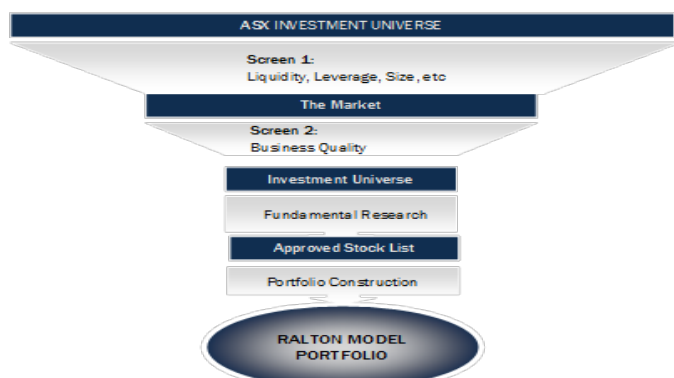 ASX INVESTMENT UNIVERSE
Screen 1:
Liquidity, Leverage, Size, etc
The Market
Screen 2:
Business Quality
Investment Universe
Fundamental Research
Approved Stock List
Portfolio Construction
RALTON MODEL
PORTFOLIO